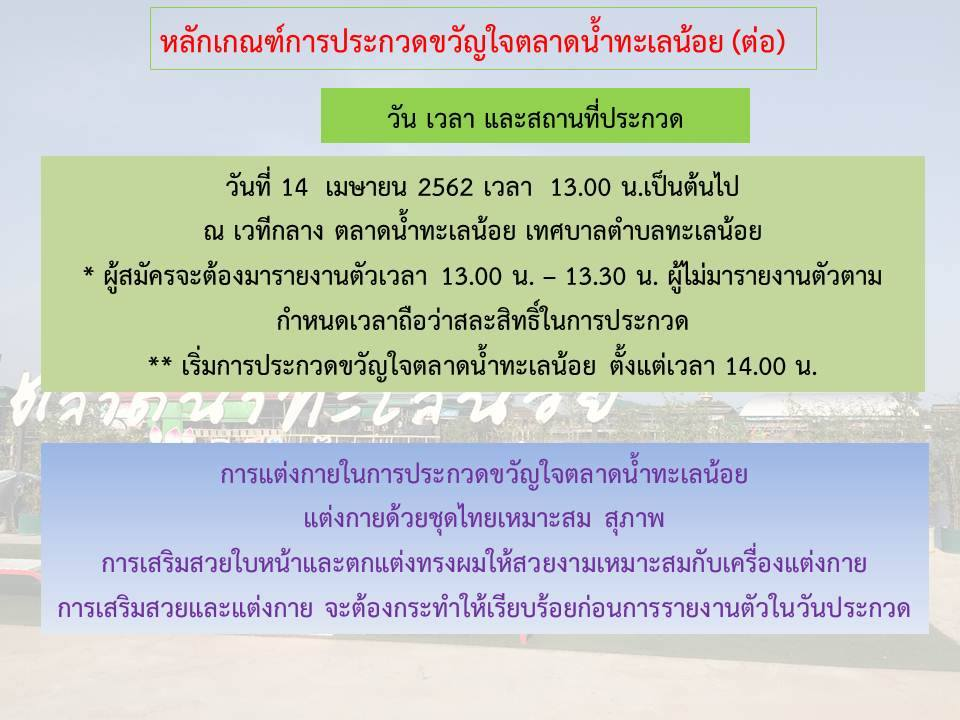 หลักเกณฑ์การประกวดขวัญใจตลาดน้ำทะเลน้อย (ต่อ)
วัน เวลา และสถานที่ประกวด
วันที่ 14 เมษายน 2562 เวลา 13.00 น.เป็นต้นไป
ณ เวทีกลาง ตลาดน้ำทะเลน้อย เทศบาลตำบลทะเลน้อย
* ผู้สมัครจะต้องมารายงานตัวเวลา 13.00 น. – 13.30 น. ผู้ไม่มารายงานตัวตาม
กำหนดเวลาถือว่าสละสิทธิ์ในการประกวด
** เริ่มการประกวดขวัญใจตลาดน้ำทะเลน้อย ตั้งแต่เวลา 14.00 น.
ตลาดน้ำทะเลน้อย
การแต่งกายในการประกวดขวัญใจตลาดน้ำทะเลน้อย
แต่งกายด้วยชุดไทยเหมาะสม สุภาพ
การเสริมสวยใบหน้าและตกแต่งทรงผมให้สวยงามเหมาะสมกับเครื่องแต่งกาย
การเสริมสวยและแต่งกาย จะต้องกระทำให้เรียบร้อยก่อนการรายงานตัวในวันประกวด